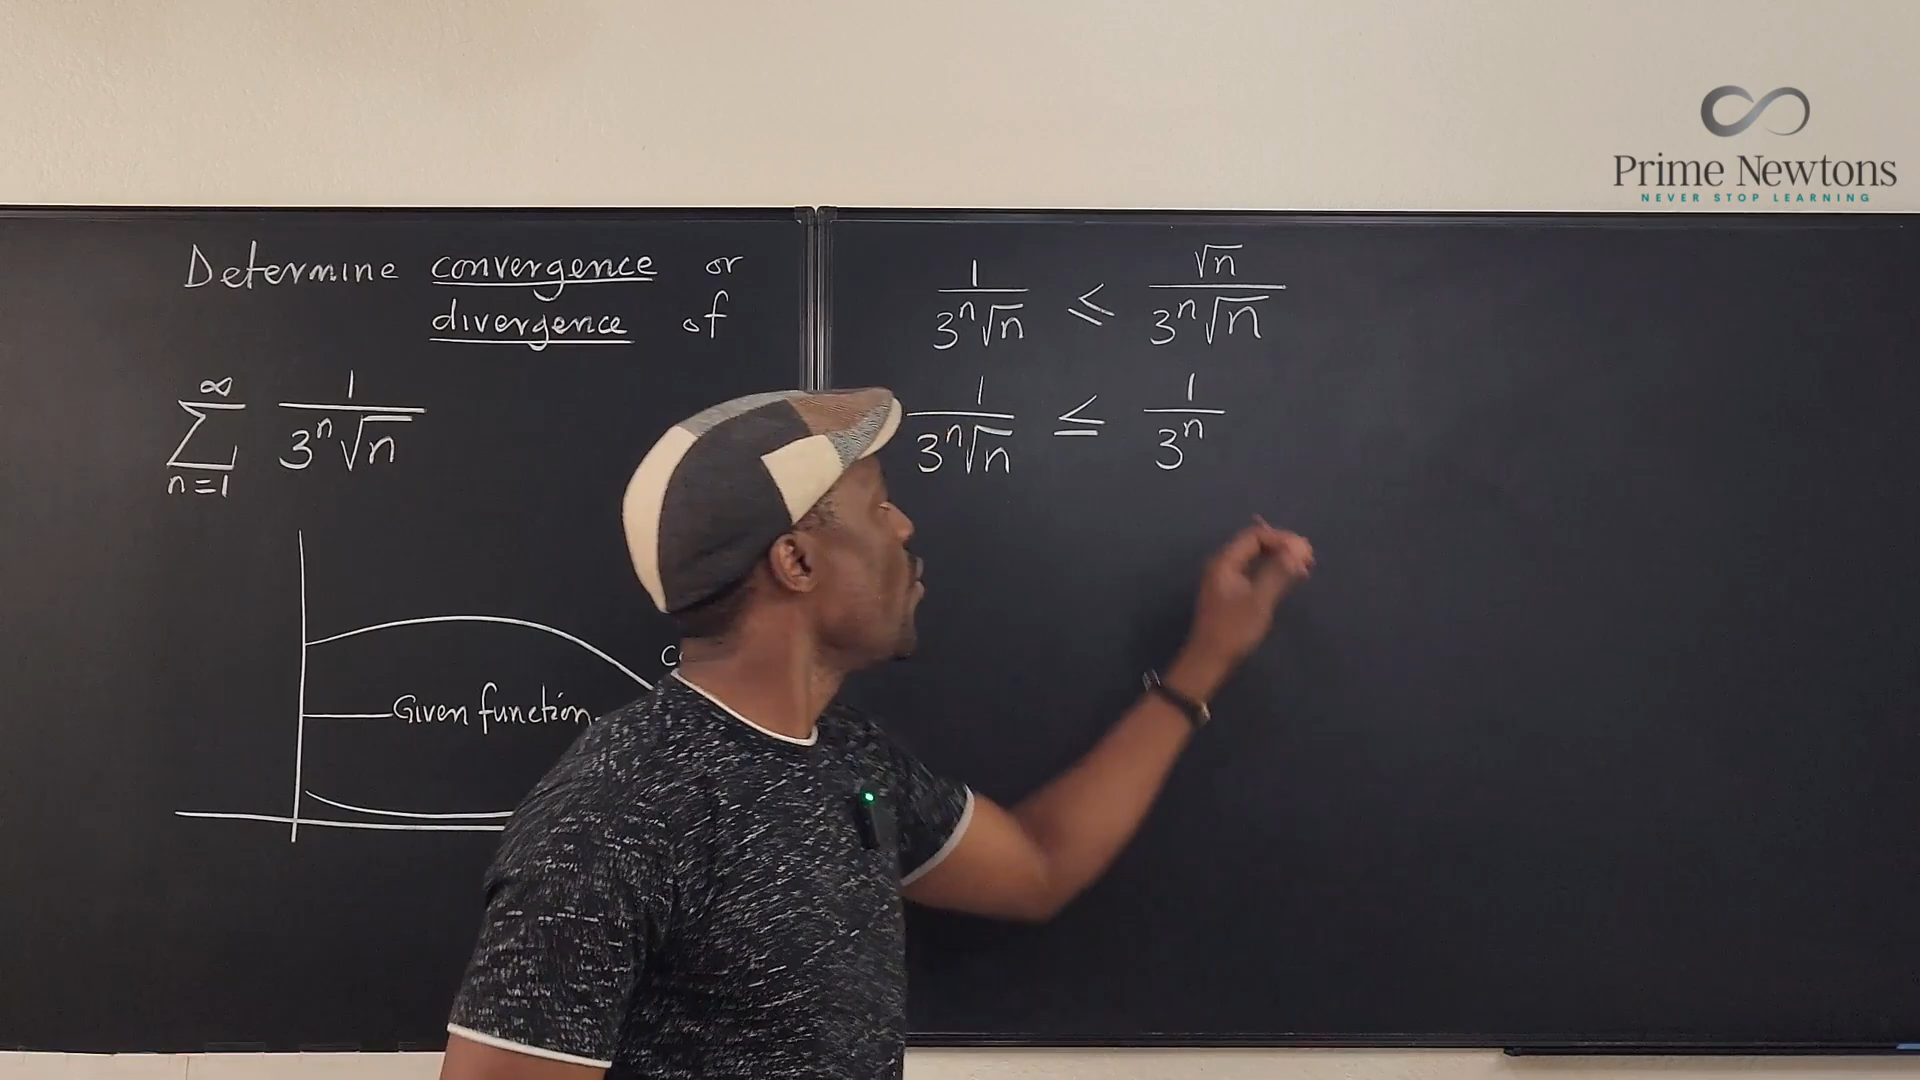 Prime Newtons
NEVER STOP LEARNING
Determine convergence or
divergence of
∞
∑ 1/(3^n √n)
n=1
Given function
1/(3^n √n) ≤ √n/(3^n √n)
1/(3^n √n) ≤ 1/3^n